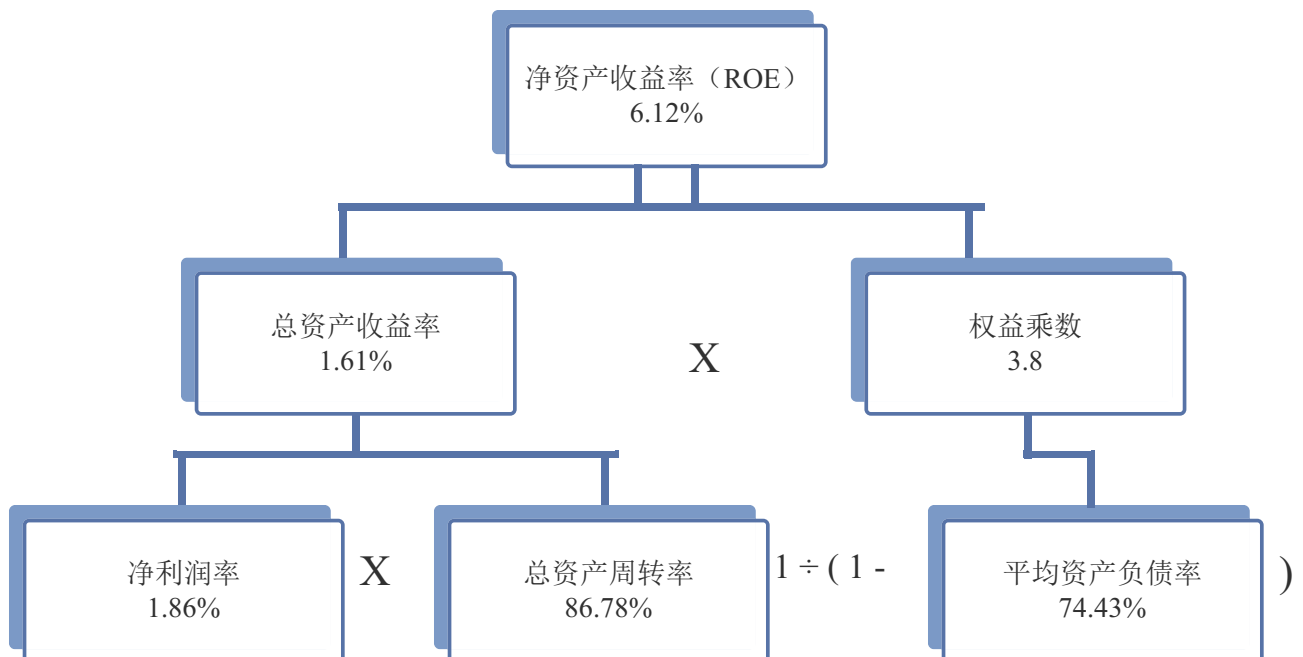 净资产收益率（ROE）
6.12%
总资产收益率
1.61%
X
权益乘数
3.8
净利润率
1.86%
X
总资产周转率
86.78%
1 ÷ ( 1 -
平均资产负债率
74.43%
)